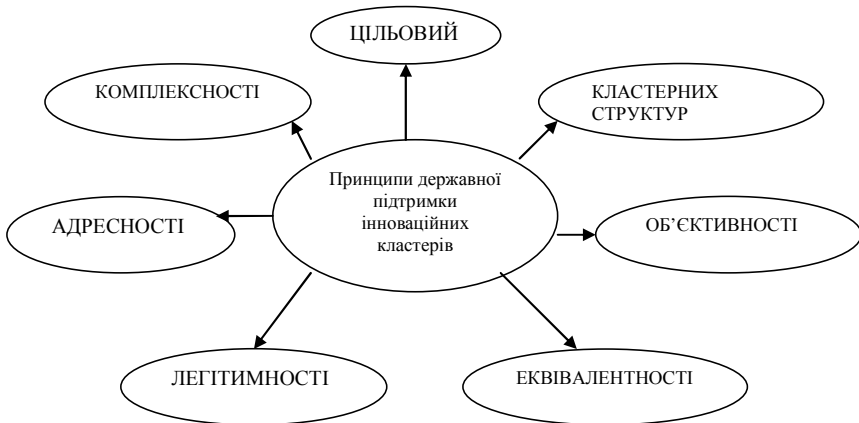 ЦІЛЬОВИЙ
КОМПЛЕКСНОСТІ
КЛАСТЕРНИХ
СТРУКТУР
Принципи державної
підтримки
інноваційних
кластерів
АДРЕСНОСТІ
ОБ’ЄКТИВНОСТІ
ЛЕГІТИМНОСТІ
ЕКВІВАЛЕНТНОСТІ